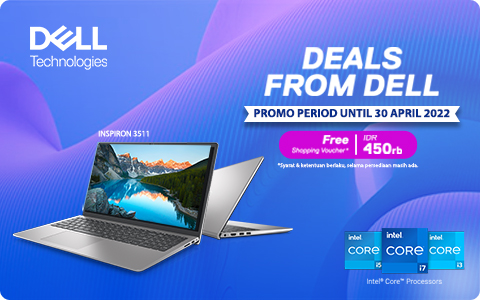 DELL
Technologies
DEALS
FROM DELL
PROMO PERIOD UNTIL 30 APRIL 2022
Free
Shopping Voucher*
IDR
450rb
*Syarat & ketentuan berlaku, selama persediaan masih ada.
INSPIRON 3511
intel
CORE
i5
intel
CORE
i7
intel
CORE
i3
Intel® Core™ Processors